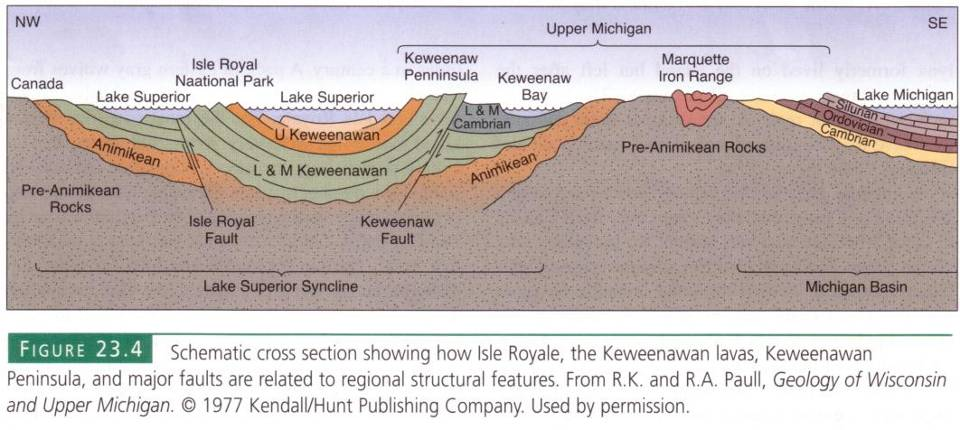 NW
SE
Upper Michigan
Isle Royal
Naational Park
Keweenaw
Penninsula
Keweenaw
Bay
Marquette
Iron Range
Canada
Lake Superior
Lake Superior
Lake Michigan
L & M
Cambrian
U Keweenawan
L & M Keweenawan
Animikean
Animikean
Silurian
Ordovician
Cambrian
Pre-Animikean Rocks
Pre-Animikean
Rocks
Isle Royal
Fault
Keweenaw
Fault
Lake Superior Syncline
Michigan Basin
FIGURE 23.4 Schematic cross section showing how Isle Royale, the Keweenawan lavas, Keweenawan
Peninsula, and major faults are related to regional structural features. From R.K. and R.A. Paull, Geology of Wisconsin
and Upper Michigan. © 1977 Kendall/Hunt Publishing Company. Used by permission.